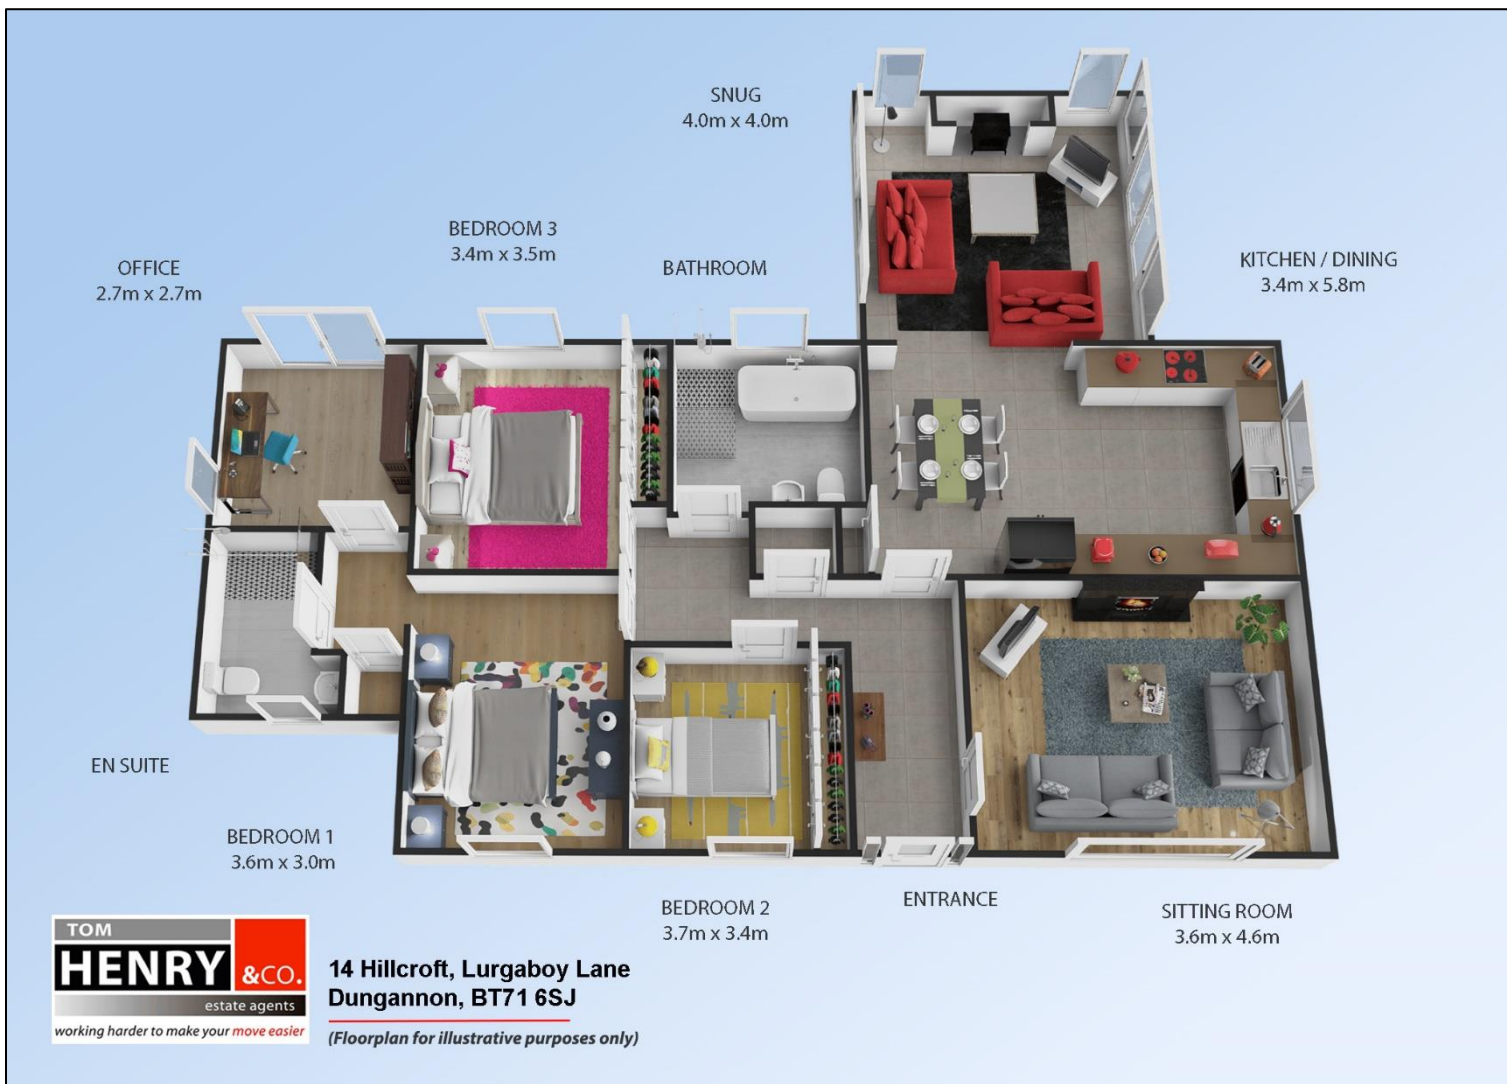 SNUG
4.0m x 4.0m
BEDROOM 3
3.4m x 3.5m
BATHROOM
OFFICE
2.7m x 2.7m
KITCHEN / DINING
3.4m x 5.8m
EN SUITE
BEDROOM 1
3.6m x 3.0m
BEDROOM 2
3.7m x 3.4m
ENTRANCE
SITTING ROOM
3.6m x 4.6m
TOM
HENRY &CO.
estate agents
working harder to make your move easier
14 Hillcroft, Lurgaboy Lane
Dungannon, BT71 6SJ
(Floorplan for illustrative purposes only)